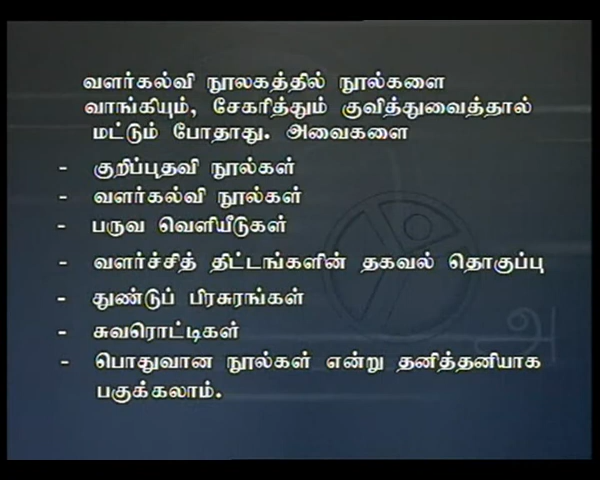 வளர்கல்வி நூலகத்தில் நூல்களை
வாங்கியும், சேகரித்தும் குவித்துவைத்தால்
மட்டும் போதாது. அவைகளை
- குறிப்புதவி நூல்கள்
- வளர்கல்வி நூல்கள்
- பருவ வெளியீடுகள்
- வளர்ச்சித் திட்டங்களின் தகவல் தொகுப்பு
- துண்டுப் பிரசுரங்கள்
- சுவரொட்டிகள்
- பொதுவான நூல்கள் என்று தனித்தனியாக
பகுக்கலாம்.
அ